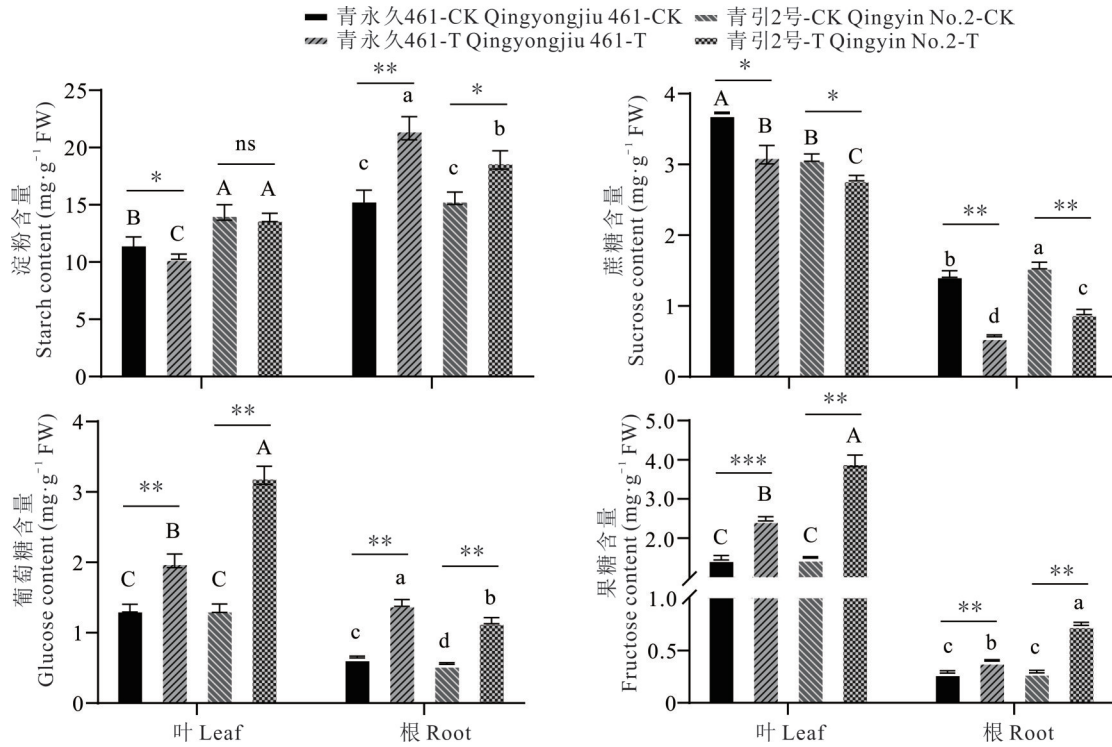 青永久461-CK Qingyongjiu 461-CK
青引2号-CK Qingyin No.2-CK
青永久461-T Qingyongjiu 461-T
青引2号-T Qingyin No.2-T
淀粉含量
Starch content (mg·g⁻¹ FW)
25
20
15
10
5
0
*
B
C
ns
A
A
**
c
a
*
c
b
蔗糖含量
Sucrose content (mg·g⁻¹ FW)
4
3
2
1
0
*
A
B
*
B
C
**
b
d
**
a
c
葡萄糖含量
Glucose content (mg·g⁻¹ FW)
4
3
2
1
0
**
C
B
**
C
A
**
c
a
**
d
b
叶 Leaf
根 Root
果糖含量
Fructose content (mg·g⁻¹ FW)
5.0
4.0
3.0
2.0
1.0
0.5
0
***
C
B
**
C
A
**
c
b
**
c
a
叶 Leaf
根 Root